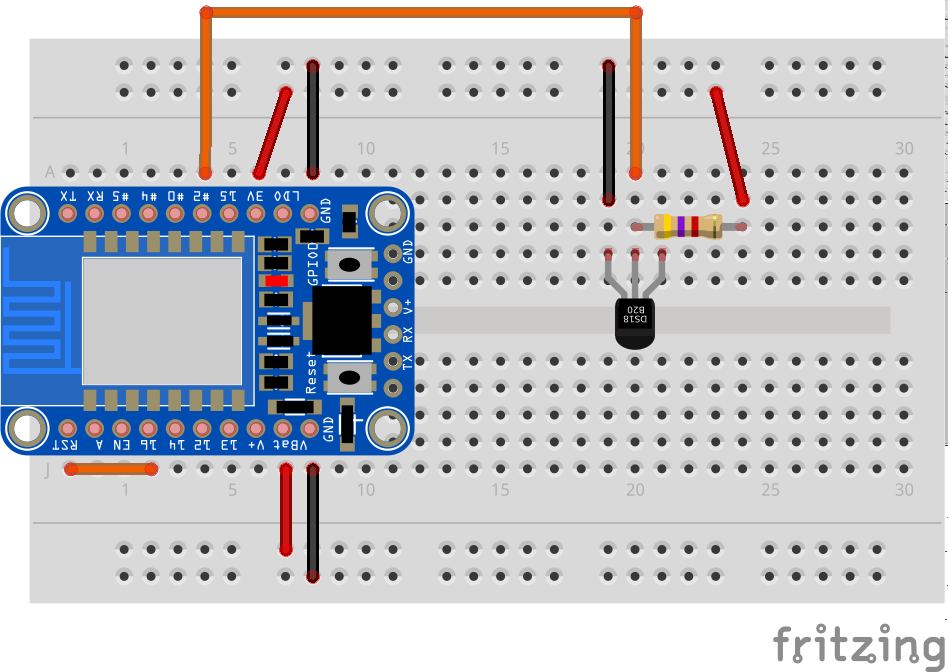 1 5 10 15 20 25 30
A
TX RX #5 #4 #0 #2 15 3V LDO GND
GPIO0
GND
V+
RX
TX
Reset
GND
DS18
B20
RST A EN 16 14 12 13 V+ VBat
J
1 5 10 15 20 25 30
fritzing